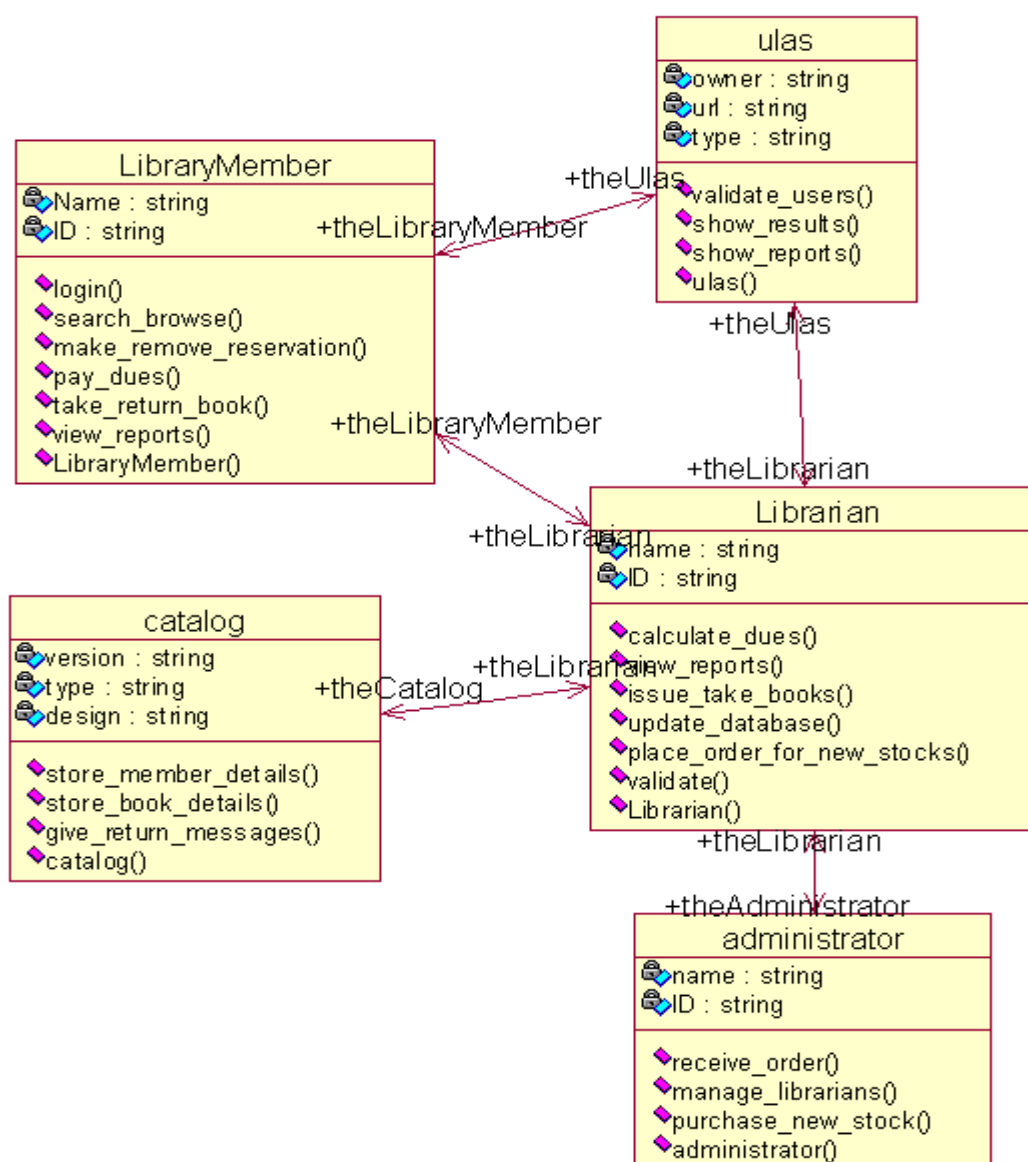 ulas
owner : string
url : string
type : string
validate_users()
show_results()
show_reports()
ulas()
LibraryMember
Name : string
ID : string
login()
search_browse()
make_remove_reservation()
pay_dues()
take_return_book()
view_reports()
LibraryMember()
+theUlas
+theLibraryMember
+theUlas
+theLibrarian
+theLibraryMember
+theLibrarian
Librarian
name : string
ID : string
calculate_dues()
view_reports()
issue_take_books()
update_database()
place_order_for_new_stocks()
validate()
Librarian()
catalog
version : string
type : string
design : string
store_member_details()
store_book_details()
give_return_messages()
catalog()
+theLibrarian
+theCatalog
+theLibrarian
+theAdministrator
administrator
name : string
ID : string
receive_order()
manage_librarians()
purchase_new_stock()
administrator()